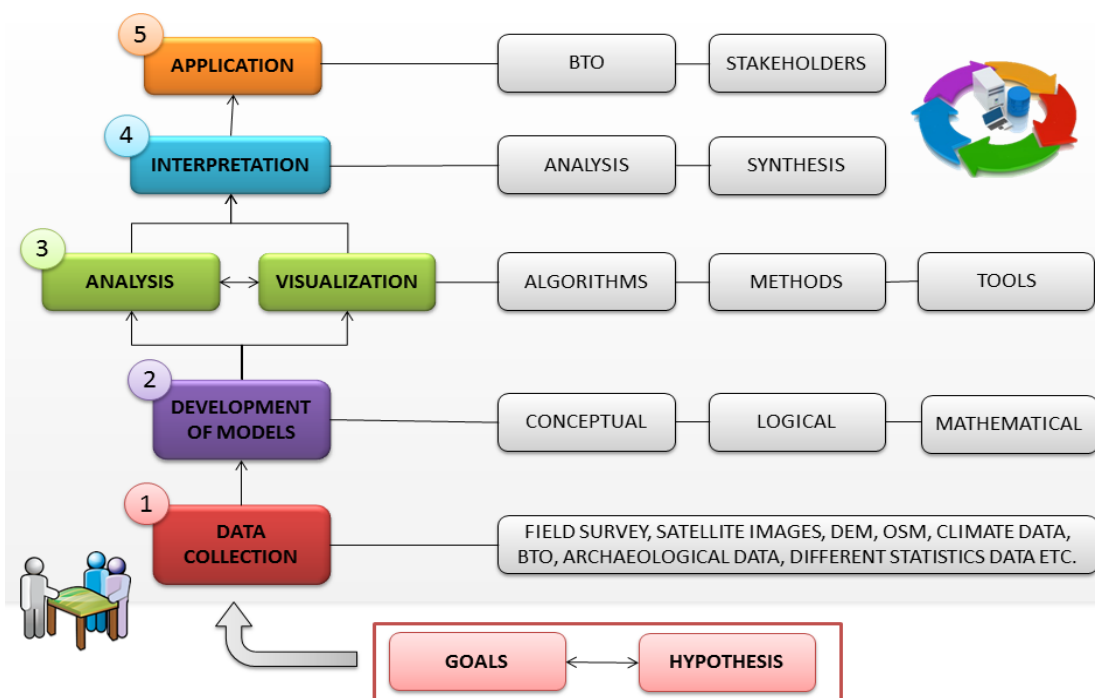 5
APPLICATION
BTO
STAKEHOLDERS
4
INTERPRETATION
ANALYSIS
SYNTHESIS
3
ANALYSIS
VISUALIZATION
ALGORITHMS
METHODS
TOOLS
2
DEVELOPMENT
OF MODELS
CONCEPTUAL
LOGICAL
MATHEMATICAL
1
DATA
COLLECTION
FIELD SURVEY, SATELLITE IMAGES, DEM, OSM, CLIMATE DATA,
BTO, ARCHAEOLOGICAL DATA, DIFFERENT STATISTICS DATA ETC.
GOALS
HYPOTHESIS